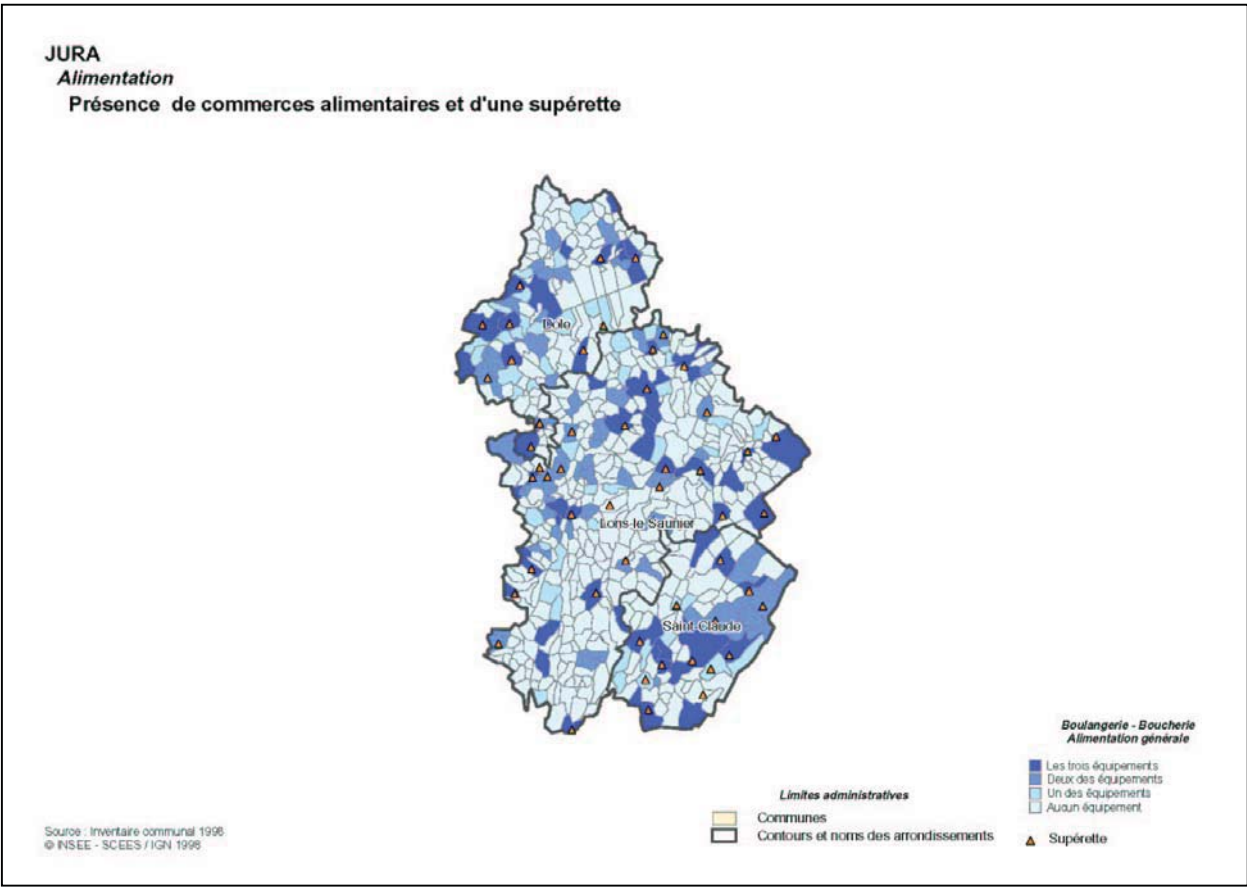 JURA
Alimentation
Présence de commerces alimentaires et d'une supérette
Dole
Lons-le-Saunier
Saint-Claude
Boulangerie - Boucherie
Alimentation générale
Les trois équipements
Deux des équipements
Un des équipements
Aucun équipement
Supérette
Limites administratives
Communes
Contours et noms des arrondissements
Source : Inventaire communal 1998
© INSEE - SCEES / IGN 1998